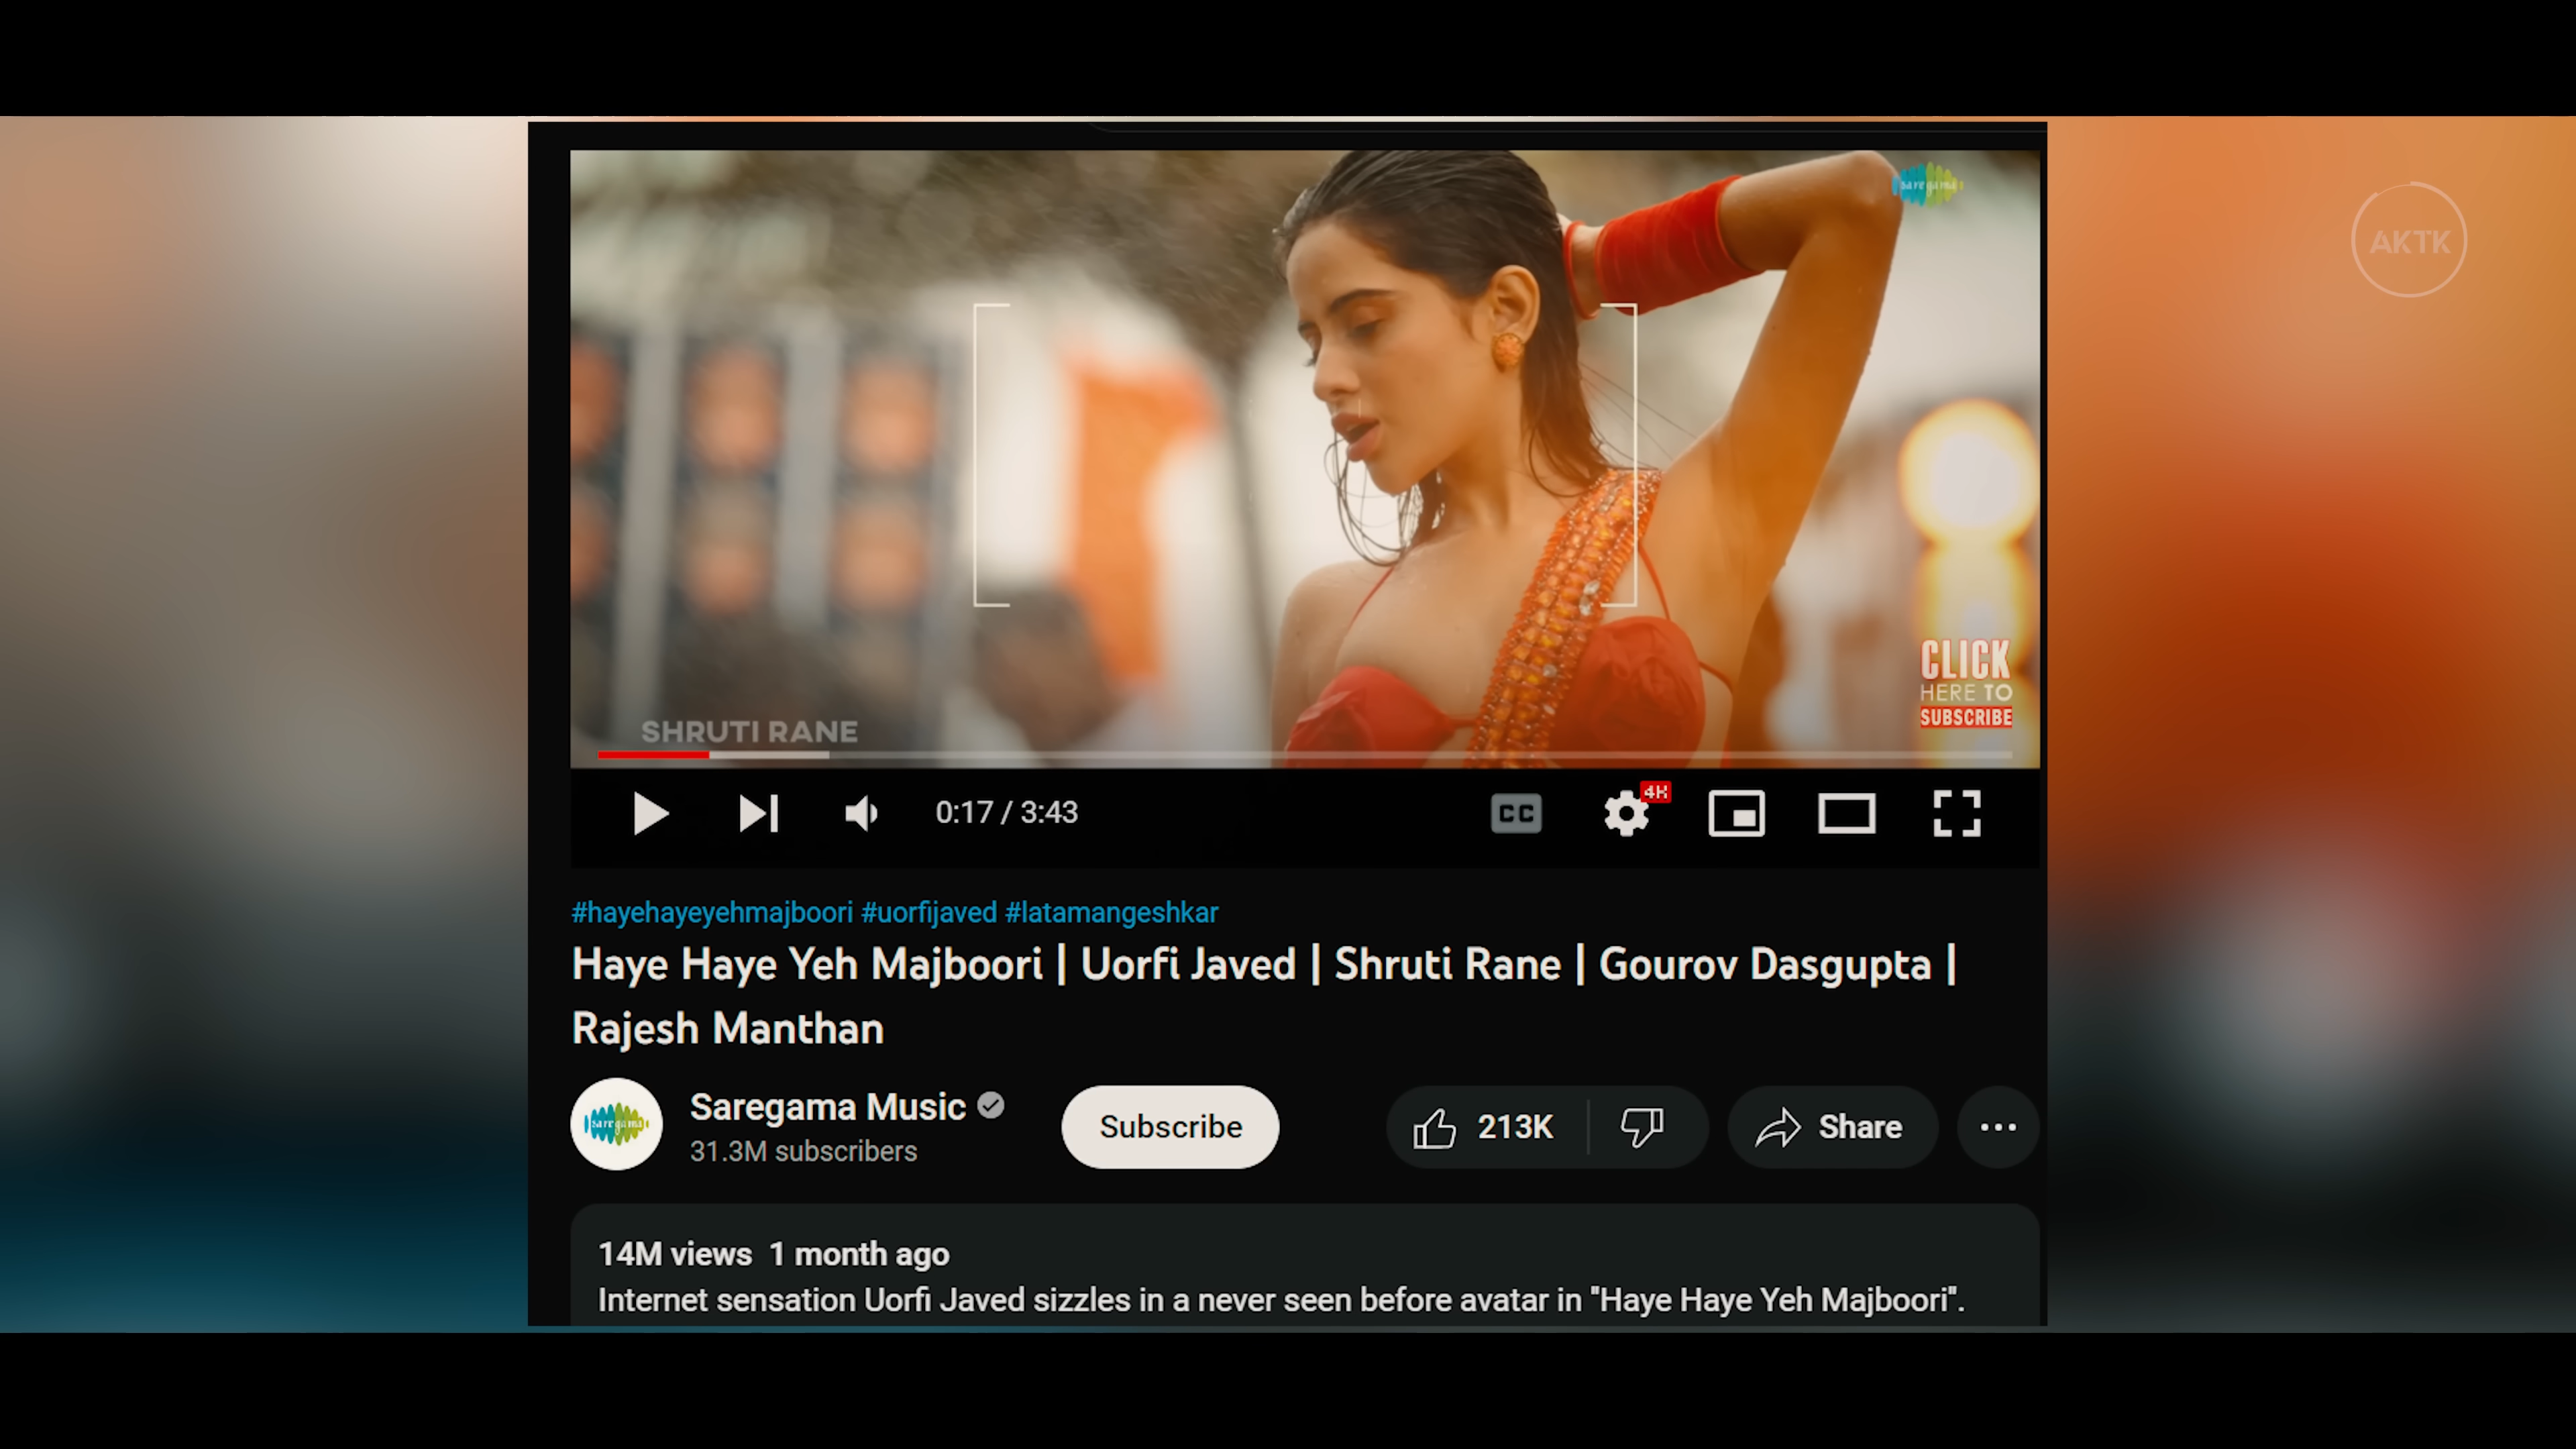 saregama
AKTK
CLICK
HERE TO
SUBSCRIBE
SHRUTI RANE
0:17 / 3:43
CC
4K
#hayehayeyehmajboori #uorfijaved #latamangeshkar
Haye Haye Yeh Majboori | Uorfi Javed | Shruti Rane | Gourov Dasgupta |
Rajesh Manthan
saregama
Saregama Music
31.3M subscribers
Subscribe
213K
Share
14M views 1 month ago
Internet sensation Uorfi Javed sizzles in a never seen before avatar in "Haye Haye Yeh Majboori".